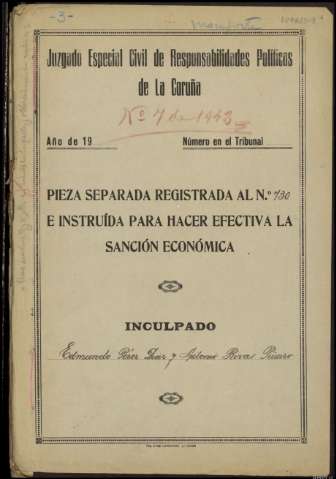 -3-
Juzgado Especial Civil de Responsabilidades Políticas
de La Coruña
Nº 7 de 1943
Año de 19 Número en el Tribunal
PIEZA SEPARADA REGISTRADA AL N.º 730
E INSTRUÍDA PARA HACER EFECTIVA LA
SANCIÓN ECONÓMICA
INCULPADO
Edmundo Pérez Díaz y Antonio Rivas